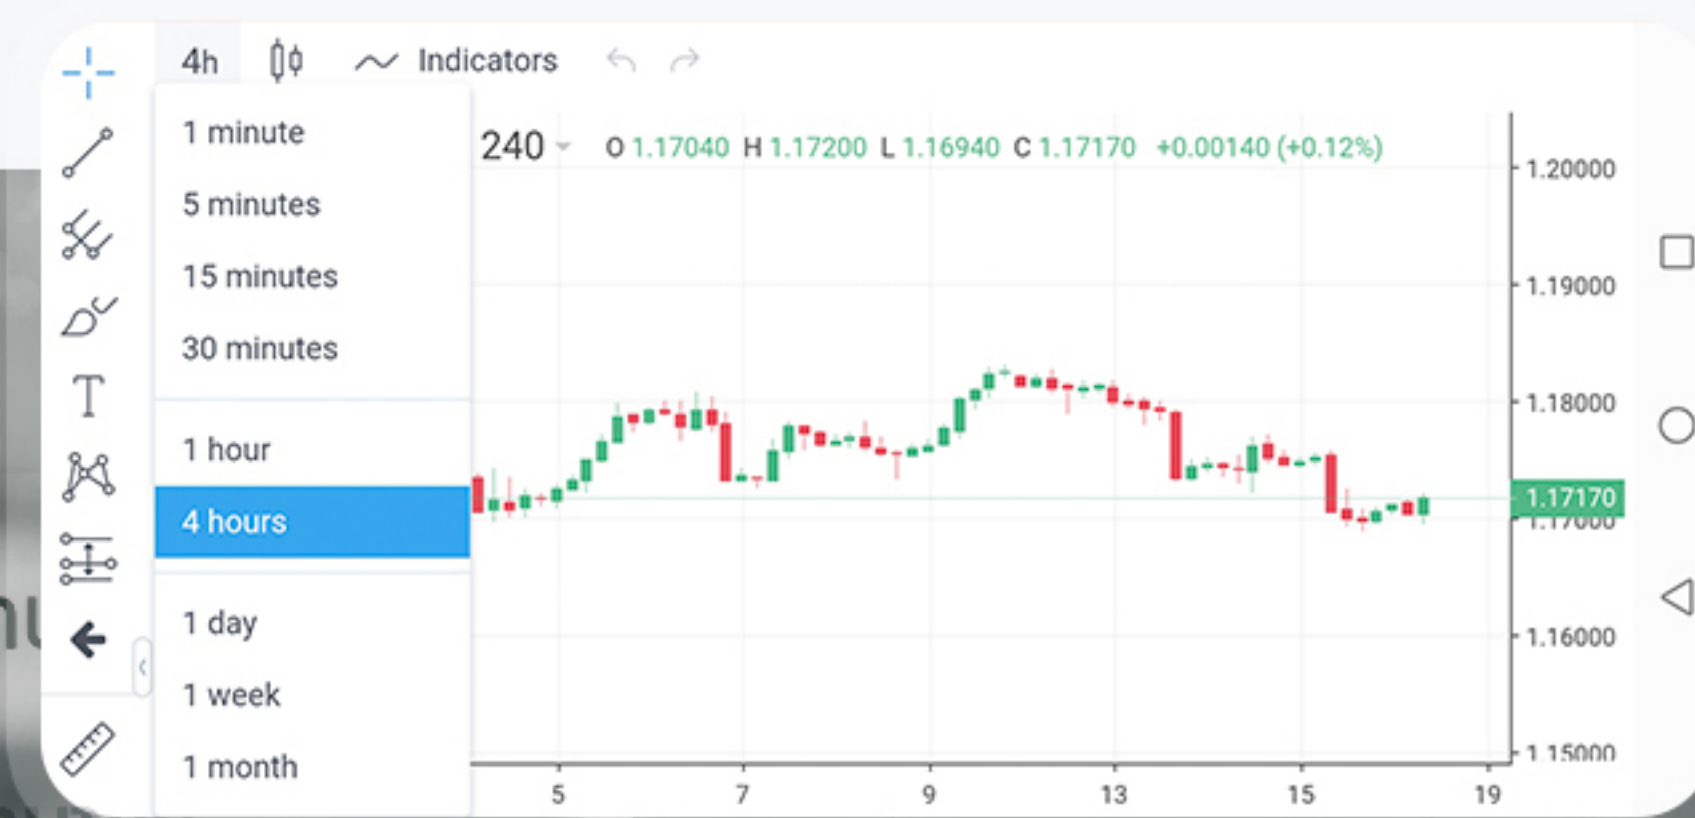 4h Indicators
1 minute
240 O 1.17040 H 1.17200 L 1.16940 C 1.17170 +0.00140 (+0.12%)
5 minutes
15 minutes
30 minutes
1 hour
4 hours
1 day
1 week
1 month
1.20000
1.19000
1.18000
1.17170
1.17000
1.16000
1.15000
5 7 9 13 15 19
T